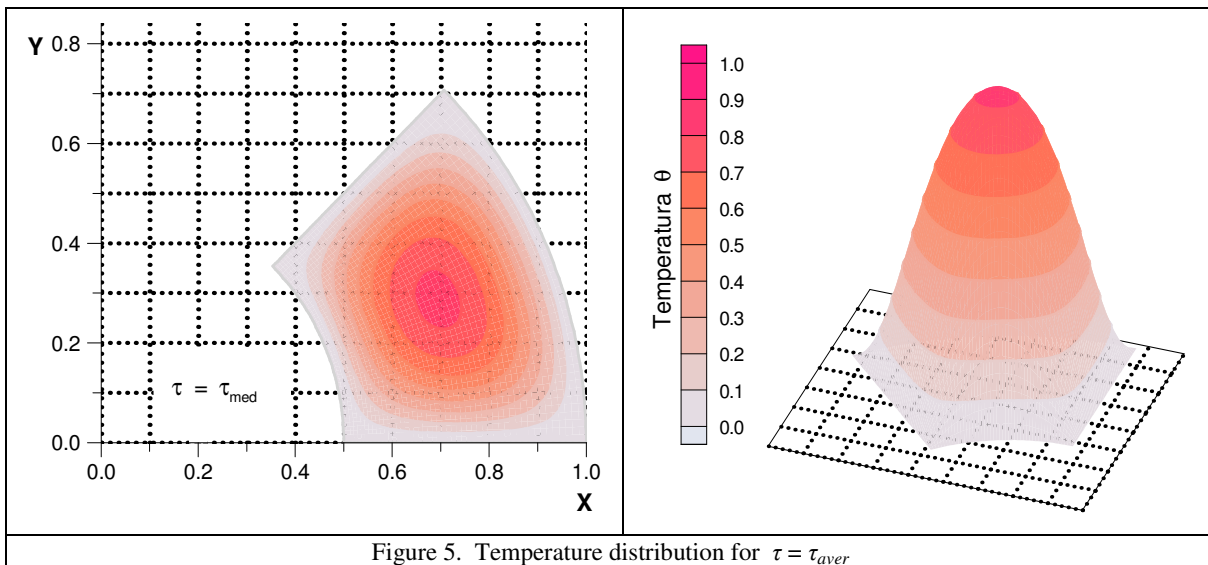 Y
0.8
0.6
0.4
0.2
0.0
τ = τmed
0.0 0.2 0.4 0.6 0.8 1.0
X
Temperatura θ
1.0
0.9
0.8
0.7
0.6
0.5
0.4
0.3
0.2
0.1
0.0
Figure 5. Temperature distribution for τ = τaver